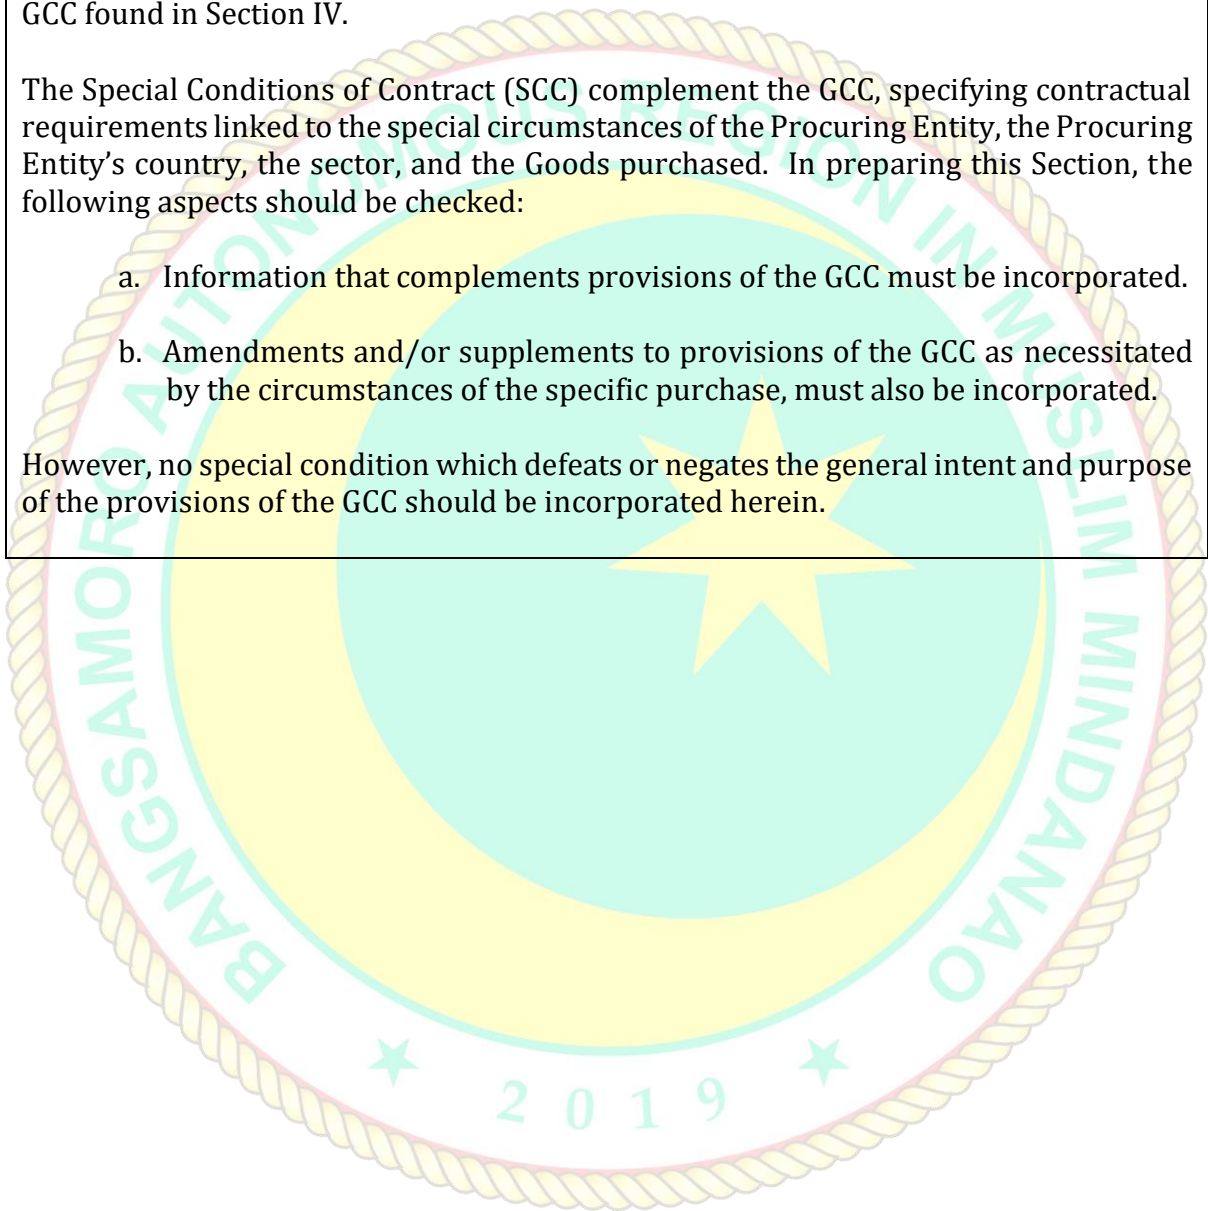 GCC found in Section IV.
The Special Conditions of Contract (SCC) complement the GCC, specifying contractual
requirements linked to the special circumstances of the Procuring Entity, the Procuring
Entity’s country, the sector, and the Goods purchased. In preparing this Section, the
following aspects should be checked:
a. Information that complements provisions of the GCC must be incorporated.
b. Amendments and/or supplements to provisions of the GCC as necessitated
by the circumstances of the specific purchase, must also be incorporated.
However, no special condition which defeats or negates the general intent and purpose
of the provisions of the GCC should be incorporated herein.
BANGSAMORO AUTONOMOUS REGION IN MUSLIM MINDANAO
2019